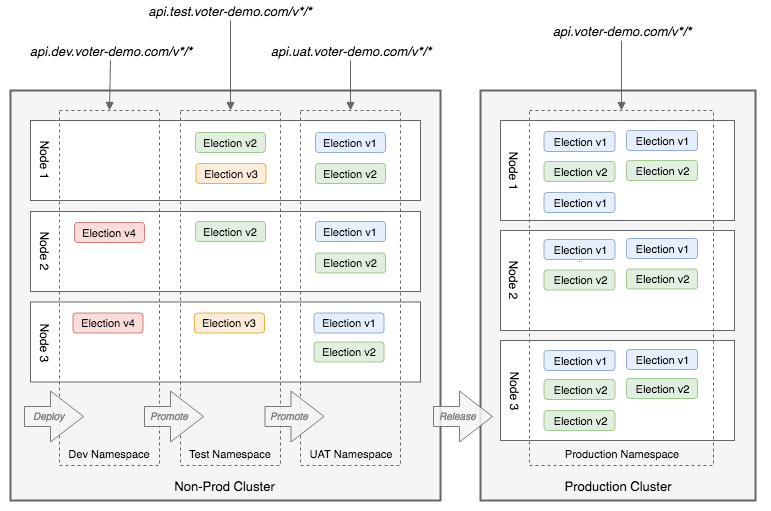 api.test.voter-demo.com/v*/*
api.dev.voter-demo.com/v*/*
api.uat.voter-demo.com/v*/*
api.voter-demo.com/v*/*
Node 1
Election v2
Election v1
Election v3
Election v2
Node 2
Election v4
Election v2
Election v1
Election v2
Node 3
Election v4
Election v3
Election v1
Election v2
Deploy
Promote
Promote
Dev Namespace
Test Namespace
UAT Namespace
Non-Prod Cluster
Release
Node 1
Election v1
Election v1
Election v2
Election v2
Election v1
Node 2
Election v1
Election v1
Election v2
Election v2
Node 3
Election v1
Election v1
Election v2
Election v2
Election v2
Production Namespace
Production Cluster